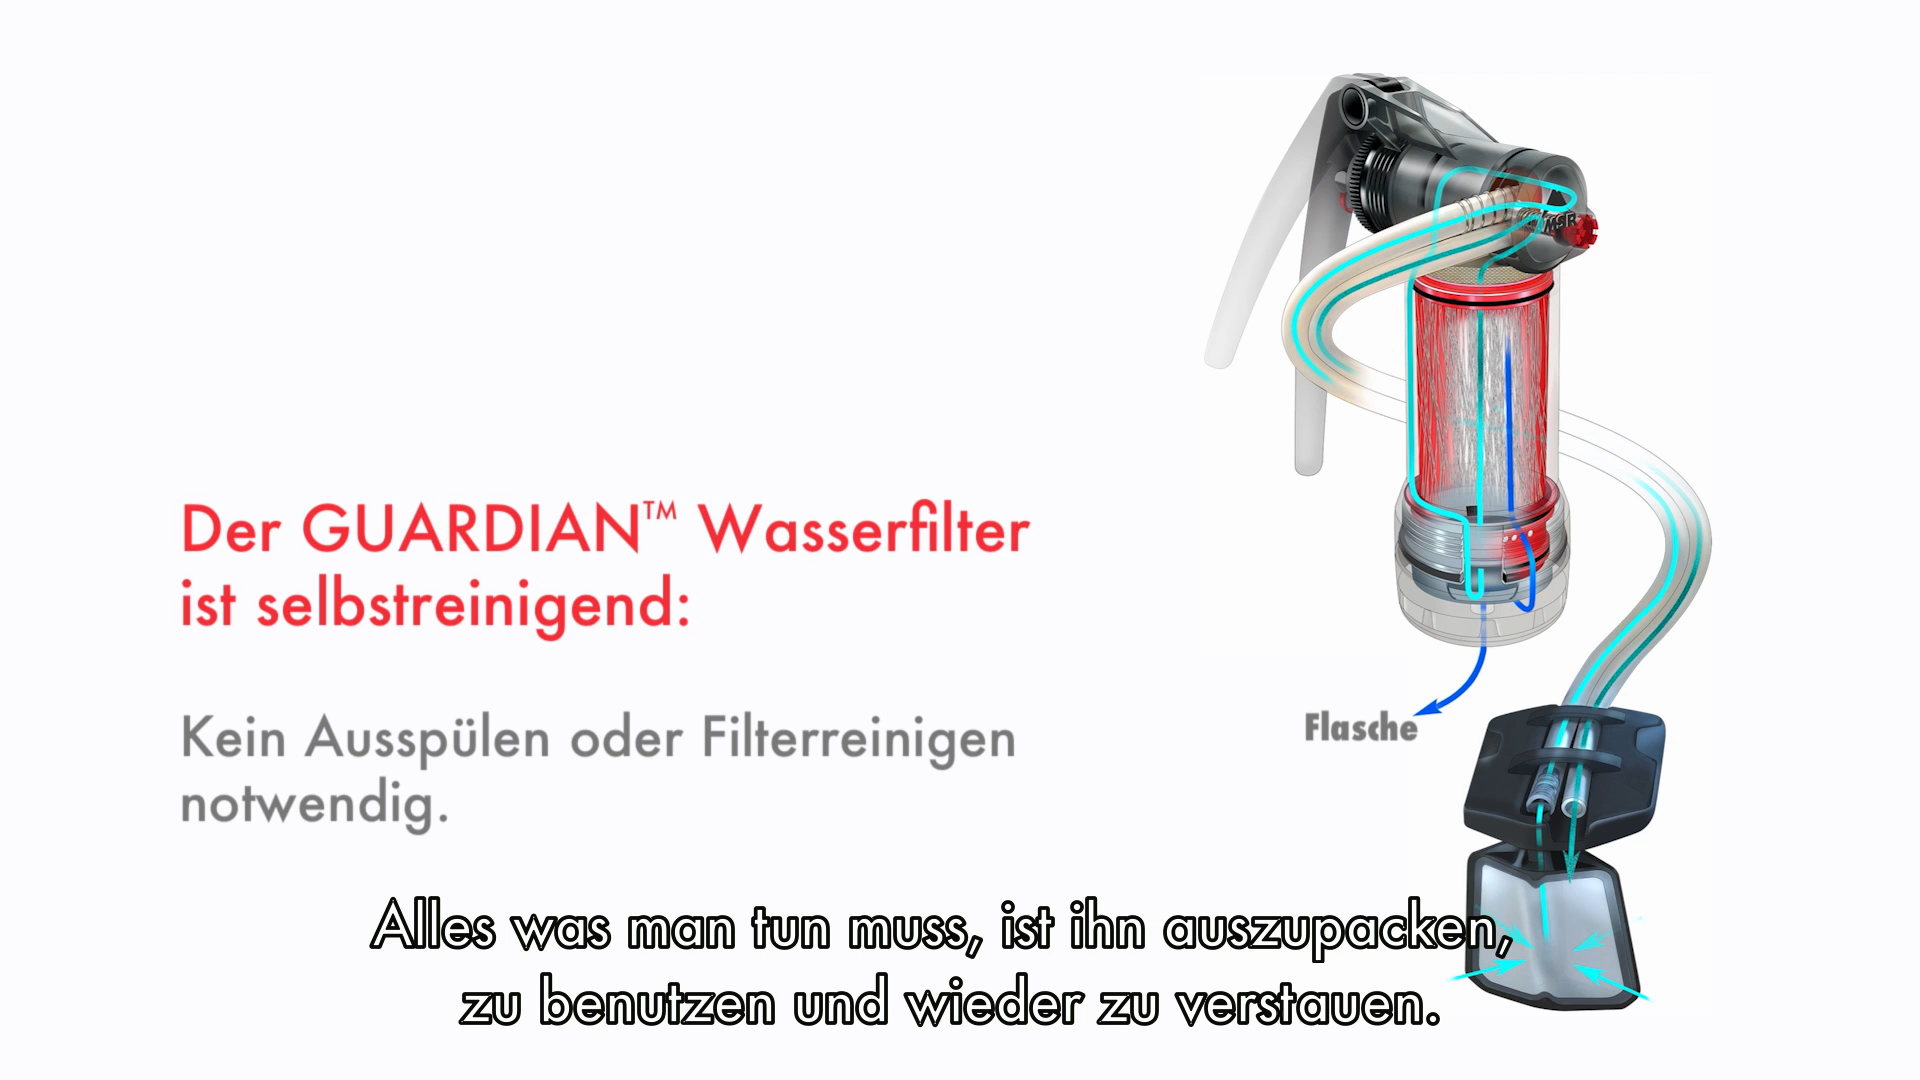 MSR
Der GUARDIAN™ Wasserfilter
ist selbstreinigend:
Kein Ausspülen oder Filterreinigen
notwendig.
Flasche
Alles was man tun muss, ist ihn auszupacken,
zu benutzen und wieder zu verstauen.